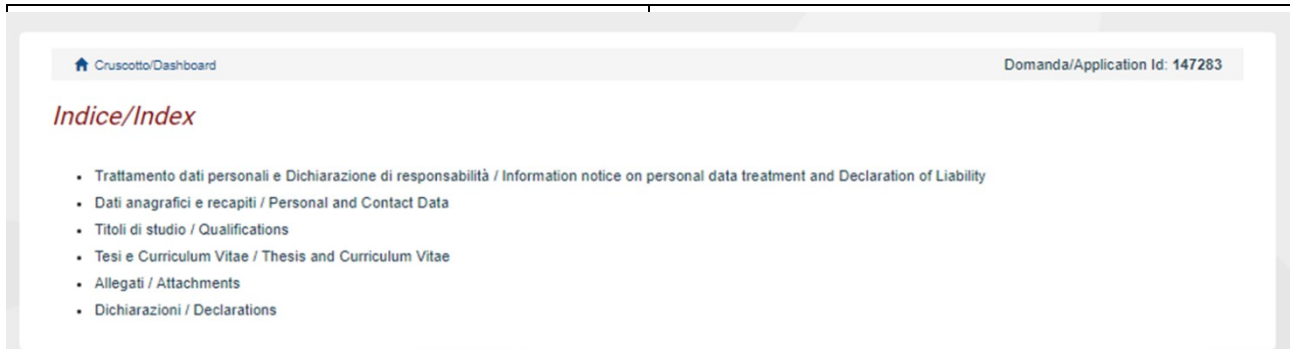 Cruscotto/Dashboard
Domanda/Application Id: 147283
Indice/Index
Trattamento dati personali e Dichiarazione di responsabilità / Information notice on personal data treatment and Declaration of Liability
Dati anagrafici e recapiti / Personal and Contact Data
Titoli di studio / Qualifications
Tesi e Curriculum Vitae / Thesis and Curriculum Vitae
Allegati / Attachments
Dichiarazioni / Declarations